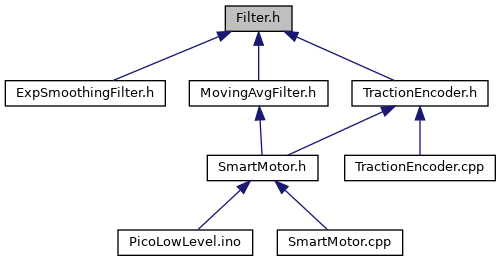 Filter.h
ExpSmoothingFilter.h
MovingAvgFilter.h
TractionEncoder.h
SmartMotor.h
TractionEncoder.cpp
PicoLowLevel.ino
SmartMotor.cpp